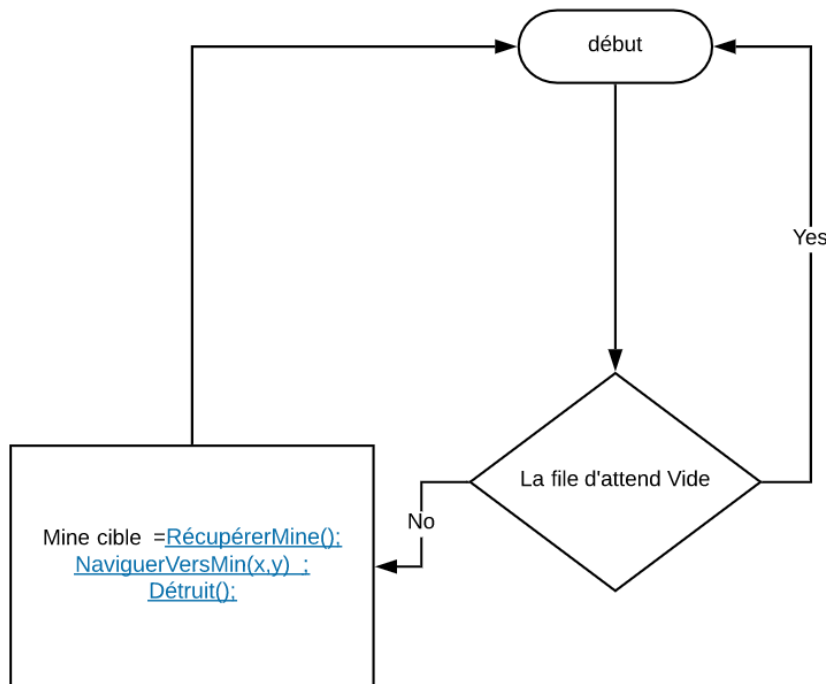 début
Yes
La file d'attend Vide
No
Mine cible =RécupérerMine();
NaviguerVersMin(x,y) ;
Détruit();